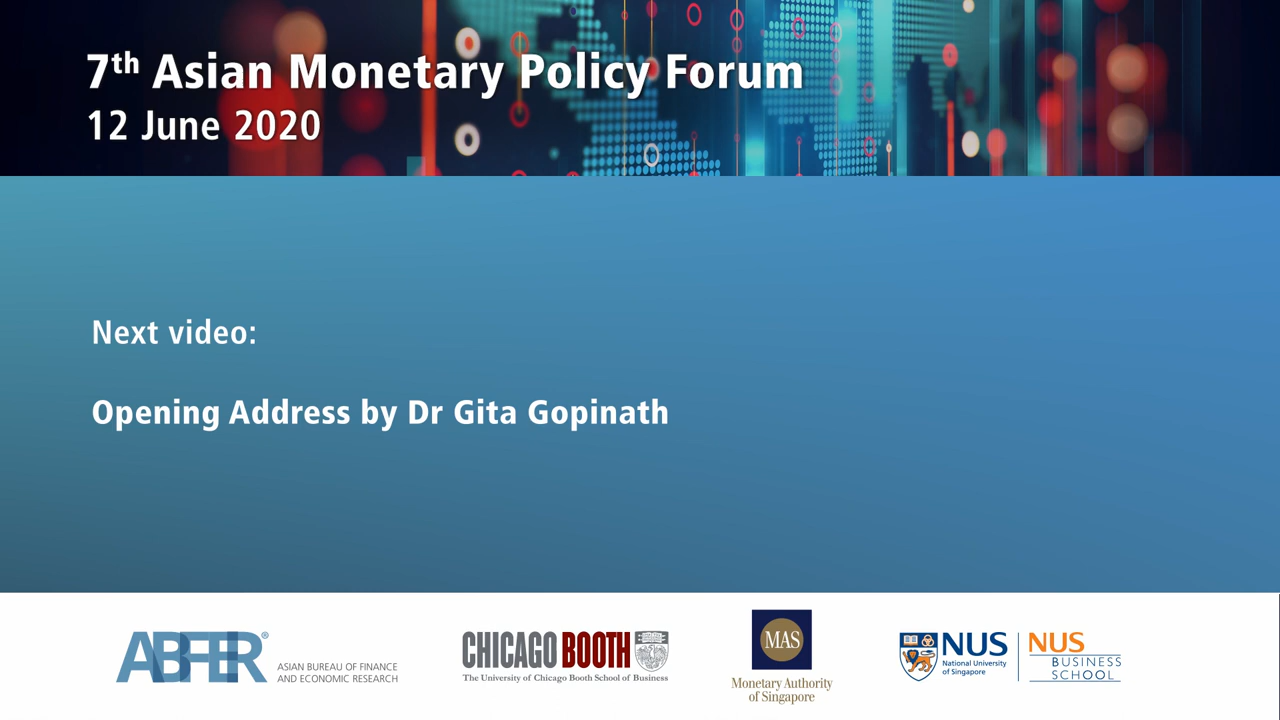 7th Asian Monetary Policy Forum
12 June 2020
Next video:
Opening Address by Dr Gita Gopinath
ABFER®
ASIAN BUREAU OF FINANCE
AND ECONOMIC RESEARCH
CHICAGO BOOTH
The University of Chicago Booth School of Business
MAS
Monetary Authority
of Singapore
NUS
National University
of Singapore
NUS
BUSINESS
SCHOOL